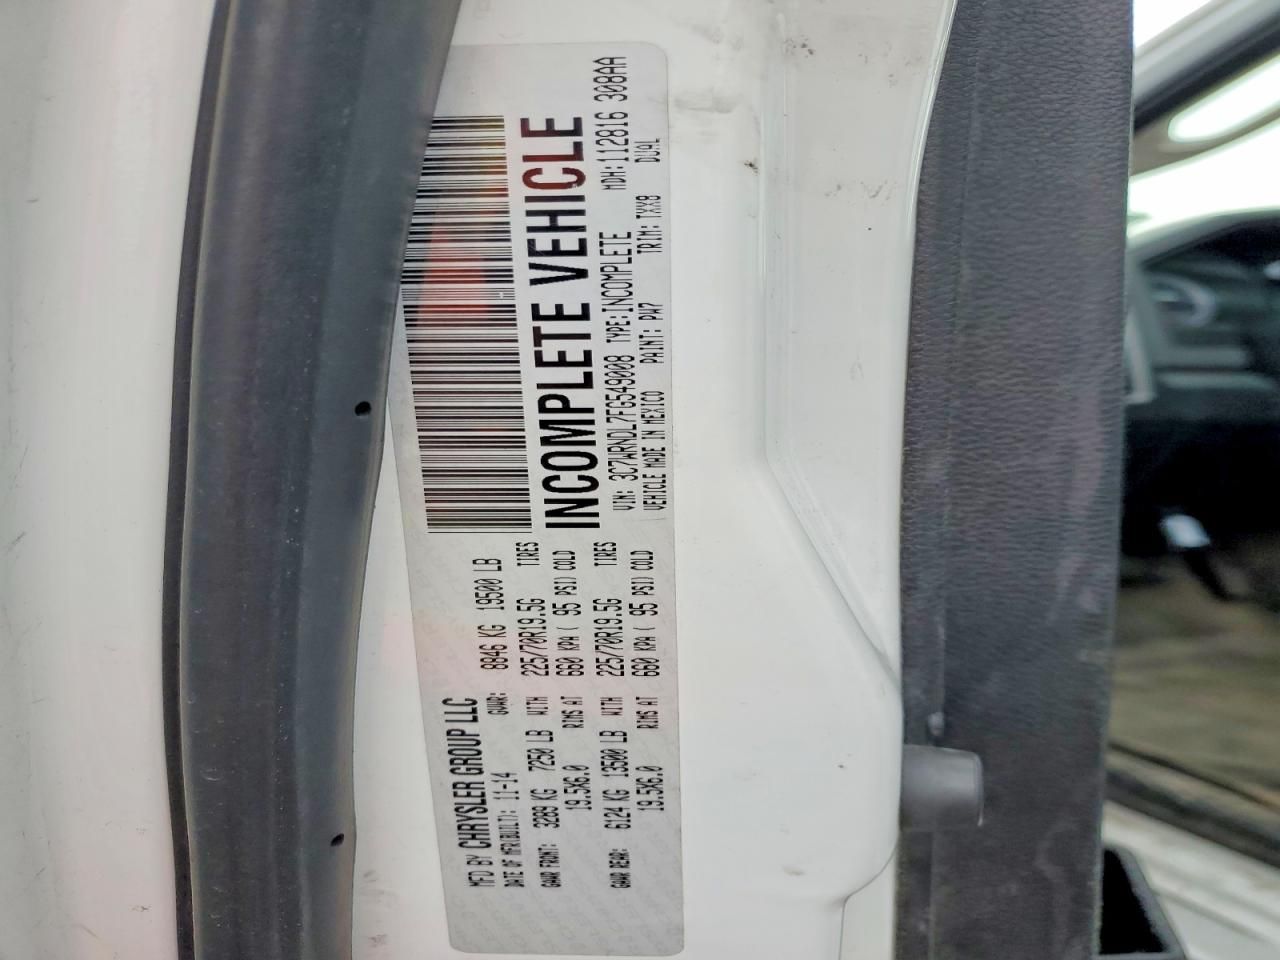 MFD BY CHRYSLER GROUP LLC
DATE OF MFR(BUILT): 11-14 GVWR: 8846 KG 19500 LB
GAWR FRONT: 3289 KG 7250 LB WITH 225/70R19.5G TIRES
19.5X6.0 RIMS AT 660 KPA ( 95 PSI) COLD
GAWR REAR: 6124 KG 13500 LB WITH 225/70R19.5G TIRES
19.5X6.0 RIMS AT 660 KPA ( 95 PSI) COLD
INCOMPLETE VEHICLE
MDH:112816 308AA
VIN: 3C7WRNDL7FG549008 TYPE:INCOMPLETE DUAL
VEHICLE MADE IN MEXICO PAINT: PW7 TRIM: TXX9